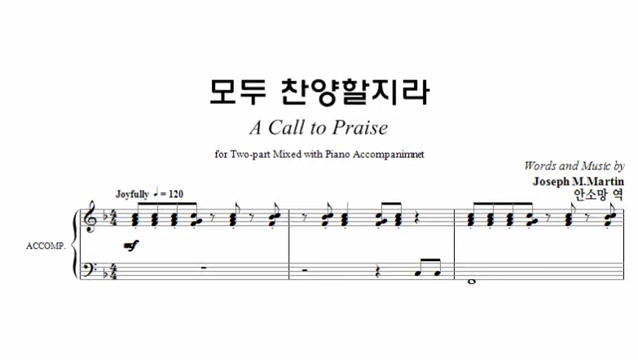 모두 찬양할지라
A Call to Praise
for Two-part Mixed with Piano Accompanimnet
Words and Music by
Joseph M.Martin
안소망 역
Joyfully ♩ = 120
ACCOMP.
mf